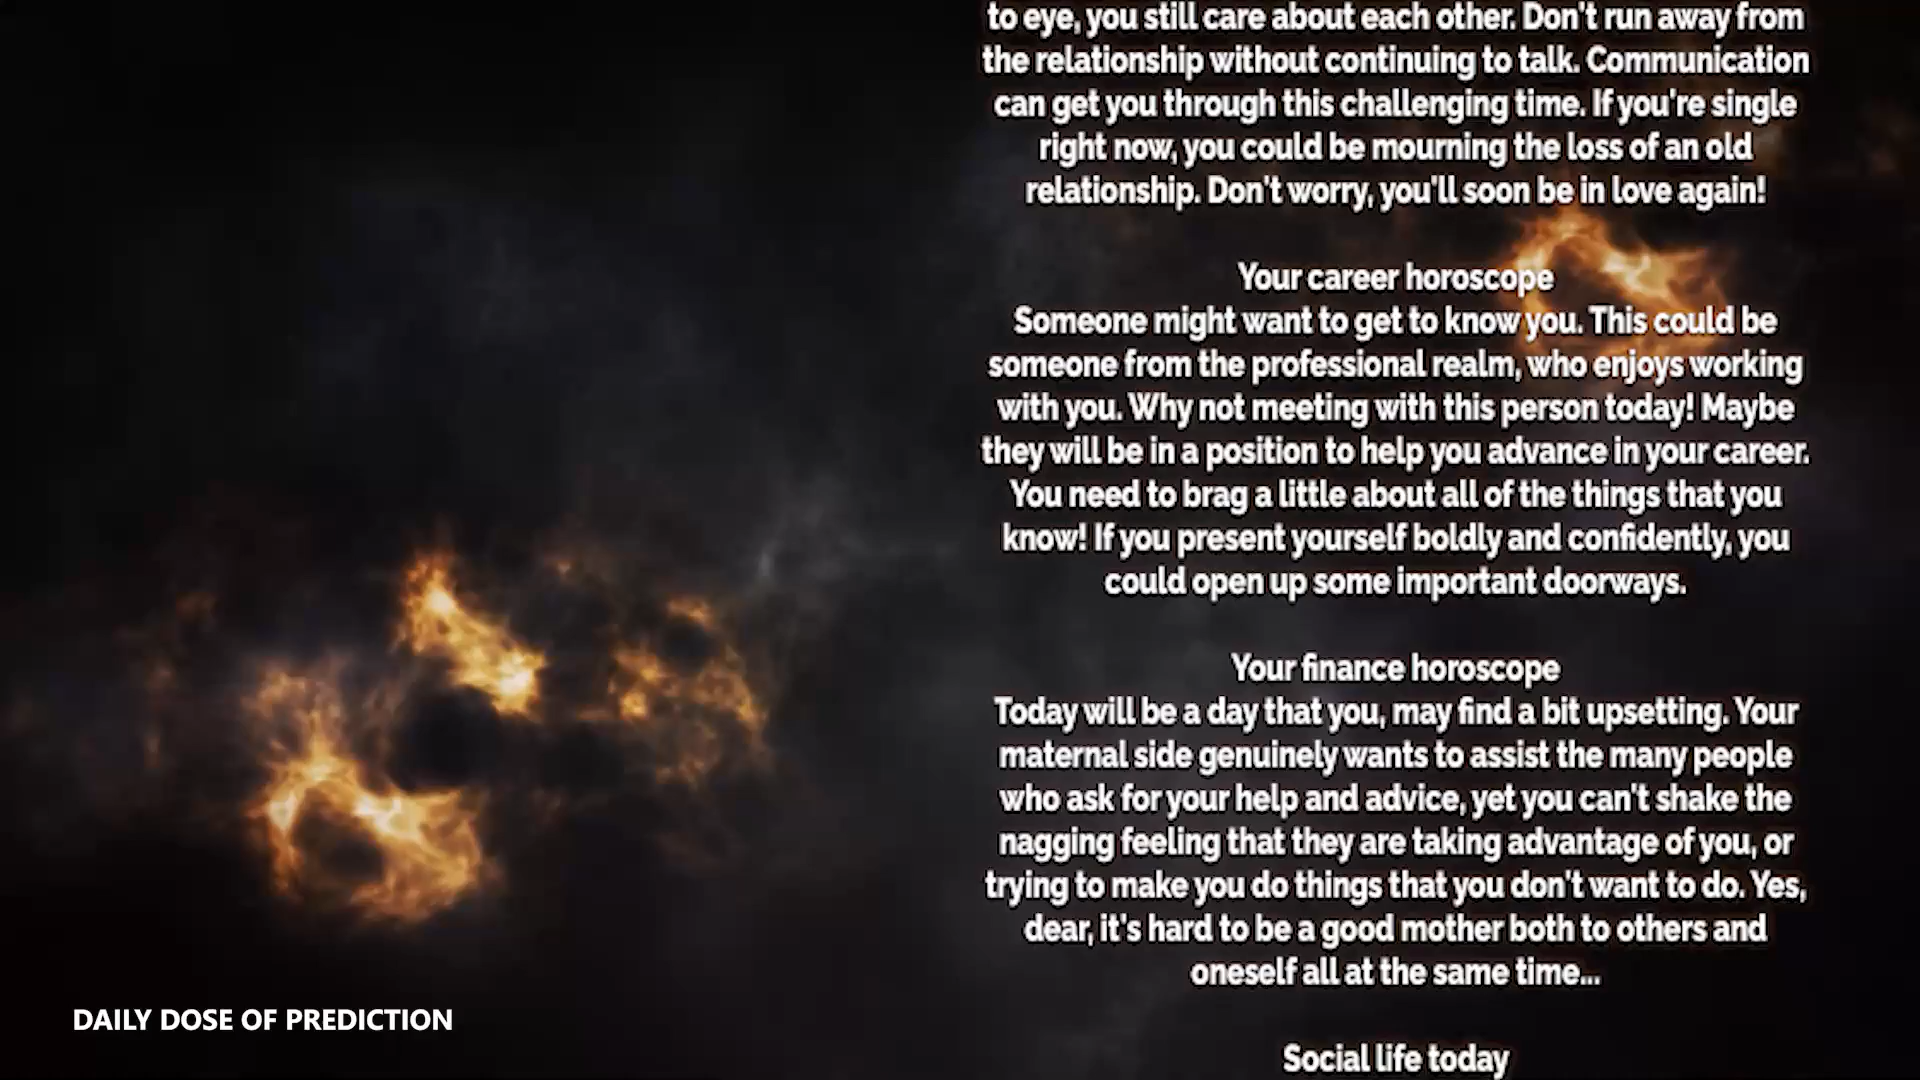 to eye, you still care about each other. Don't run away from
the relationship without continuing to talk. Communication
can get you through this challenging time. If you're single
right now, you could be mourning the loss of an old
relationship. Don't worry, you'll soon be in love again!
Your career horoscope
Someone might want to get to know you. This could be
someone from the professional realm, who enjoys working
with you. Why not meeting with this person today! Maybe
they will be in a position to help you advance in your career.
You need to brag a little about all of the things that you
know! If you present yourself boldly and confidently, you
could open up some important doorways.
Your finance horoscope
Today will be a day that you, may find a bit upsetting. Your
maternal side genuinely wants to assist the many people
who ask for your help and advice, yet you can't shake the
nagging feeling that they are taking advantage of you, or
trying to make you do things that you don't want to do. Yes,
dear, it's hard to be a good mother both to others and
oneself all at the same time...
Social life today
DAILY DOSE OF PREDICTION